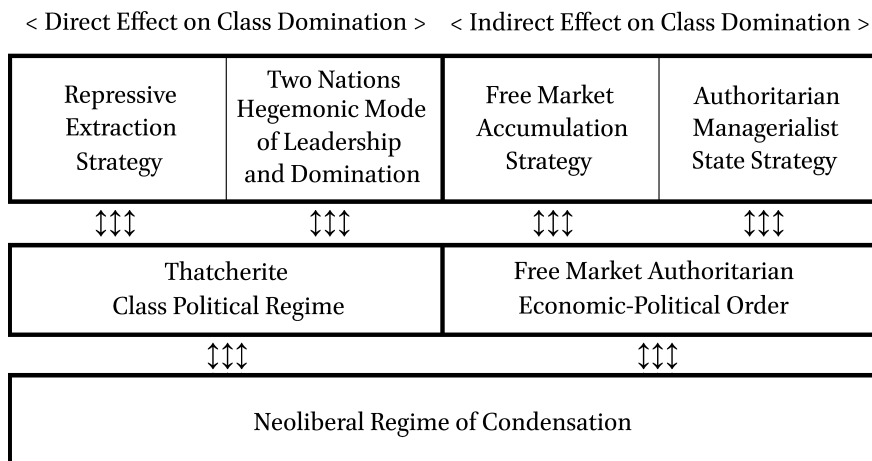 < Direct Effect on Class Domination > < Indirect Effect on Class Domination >
Repressive
Extraction
Strategy
Two Nations
Hegemonic Mode
of Leadership
and Domination
Free Market
Accumulation
Strategy
Authoritarian
Managerialist
State Strategy
Thatcherite
Class Political Regime
Free Market Authoritarian
Economic-Political Order
Neoliberal Regime of Condensation